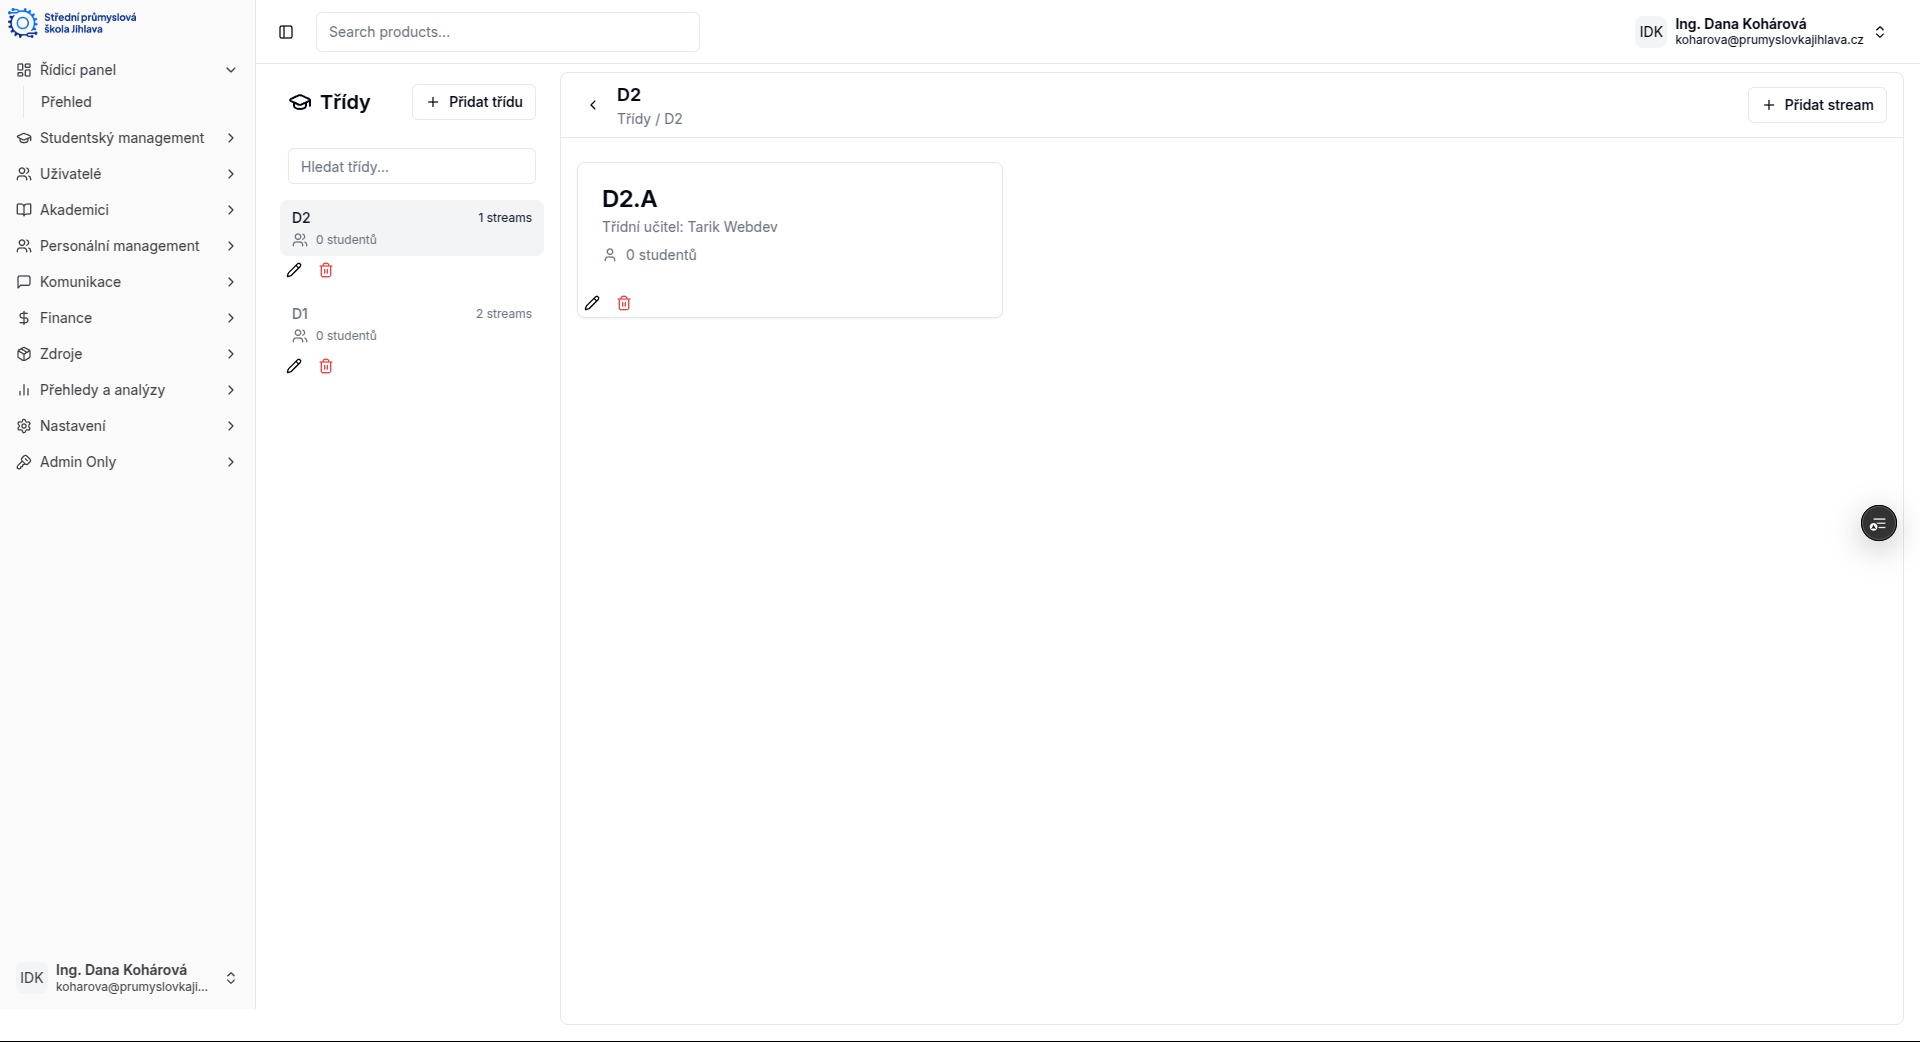 Střední průmyslová
škola Jihlava
Řídicí panel
Přehled
Studentský management
Uživatelé
Akademici
Personální management
Komunikace
Finance
Zdroje
Přehledy a analýzy
Nastavení
Admin Only
IDK
Ing. Dana Kohárová
koharova@prumyslovkaji...
Search products...
IDK
Ing. Dana Kohárová
koharova@prumyslovkajihlava.cz
Třídy
Přidat třídu
Hledat třídy...
D2 1 streams
0 studentů
D1 2 streams
0 studentů
D2
Třídy / D2
Přidat stream
D2.A
Třídní učitel: Tarik Webdev
0 studentů